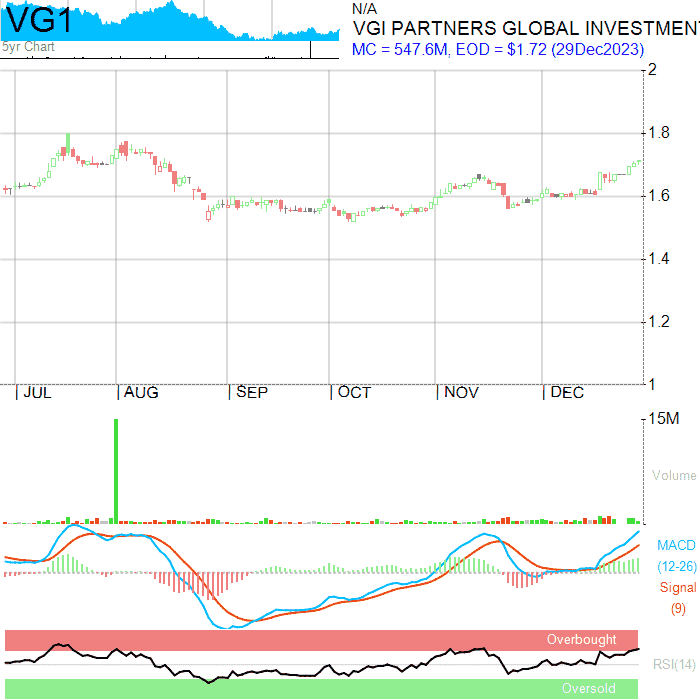 VG1
5yr Chart
N/A
VGI PARTNERS GLOBAL INVESTMEN
MC = 547.6M, EOD = $1.72 (29Dec2023)
2
1.8
1.6
1.4
1.2
1
JUL AUG SEP OCT NOV DEC
15M
Volume
MACD
(12-26)
Signal
(9)
Overbought
RSI(14)
Oversold